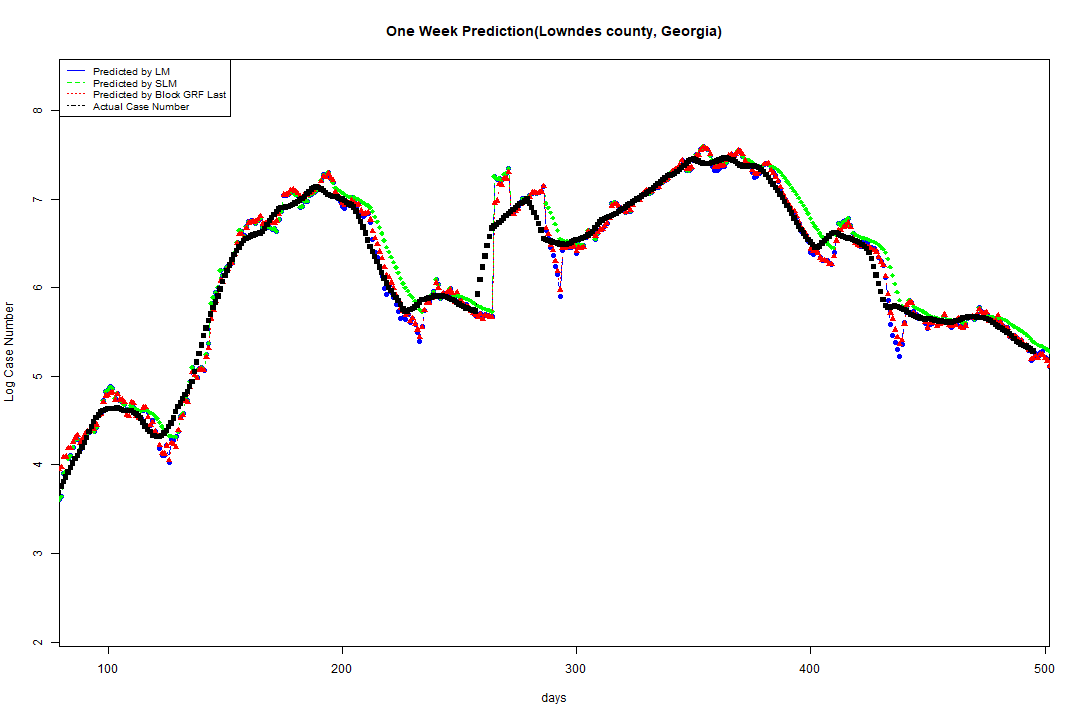 One Week Prediction(Lowndes county, Georgia)
Predicted by LM
Predicted by SLM
Predicted by Block GRF Last
Actual Case Number
8
7
6
5
4
3
2
Log Case Number
100 200 300 400 500
days